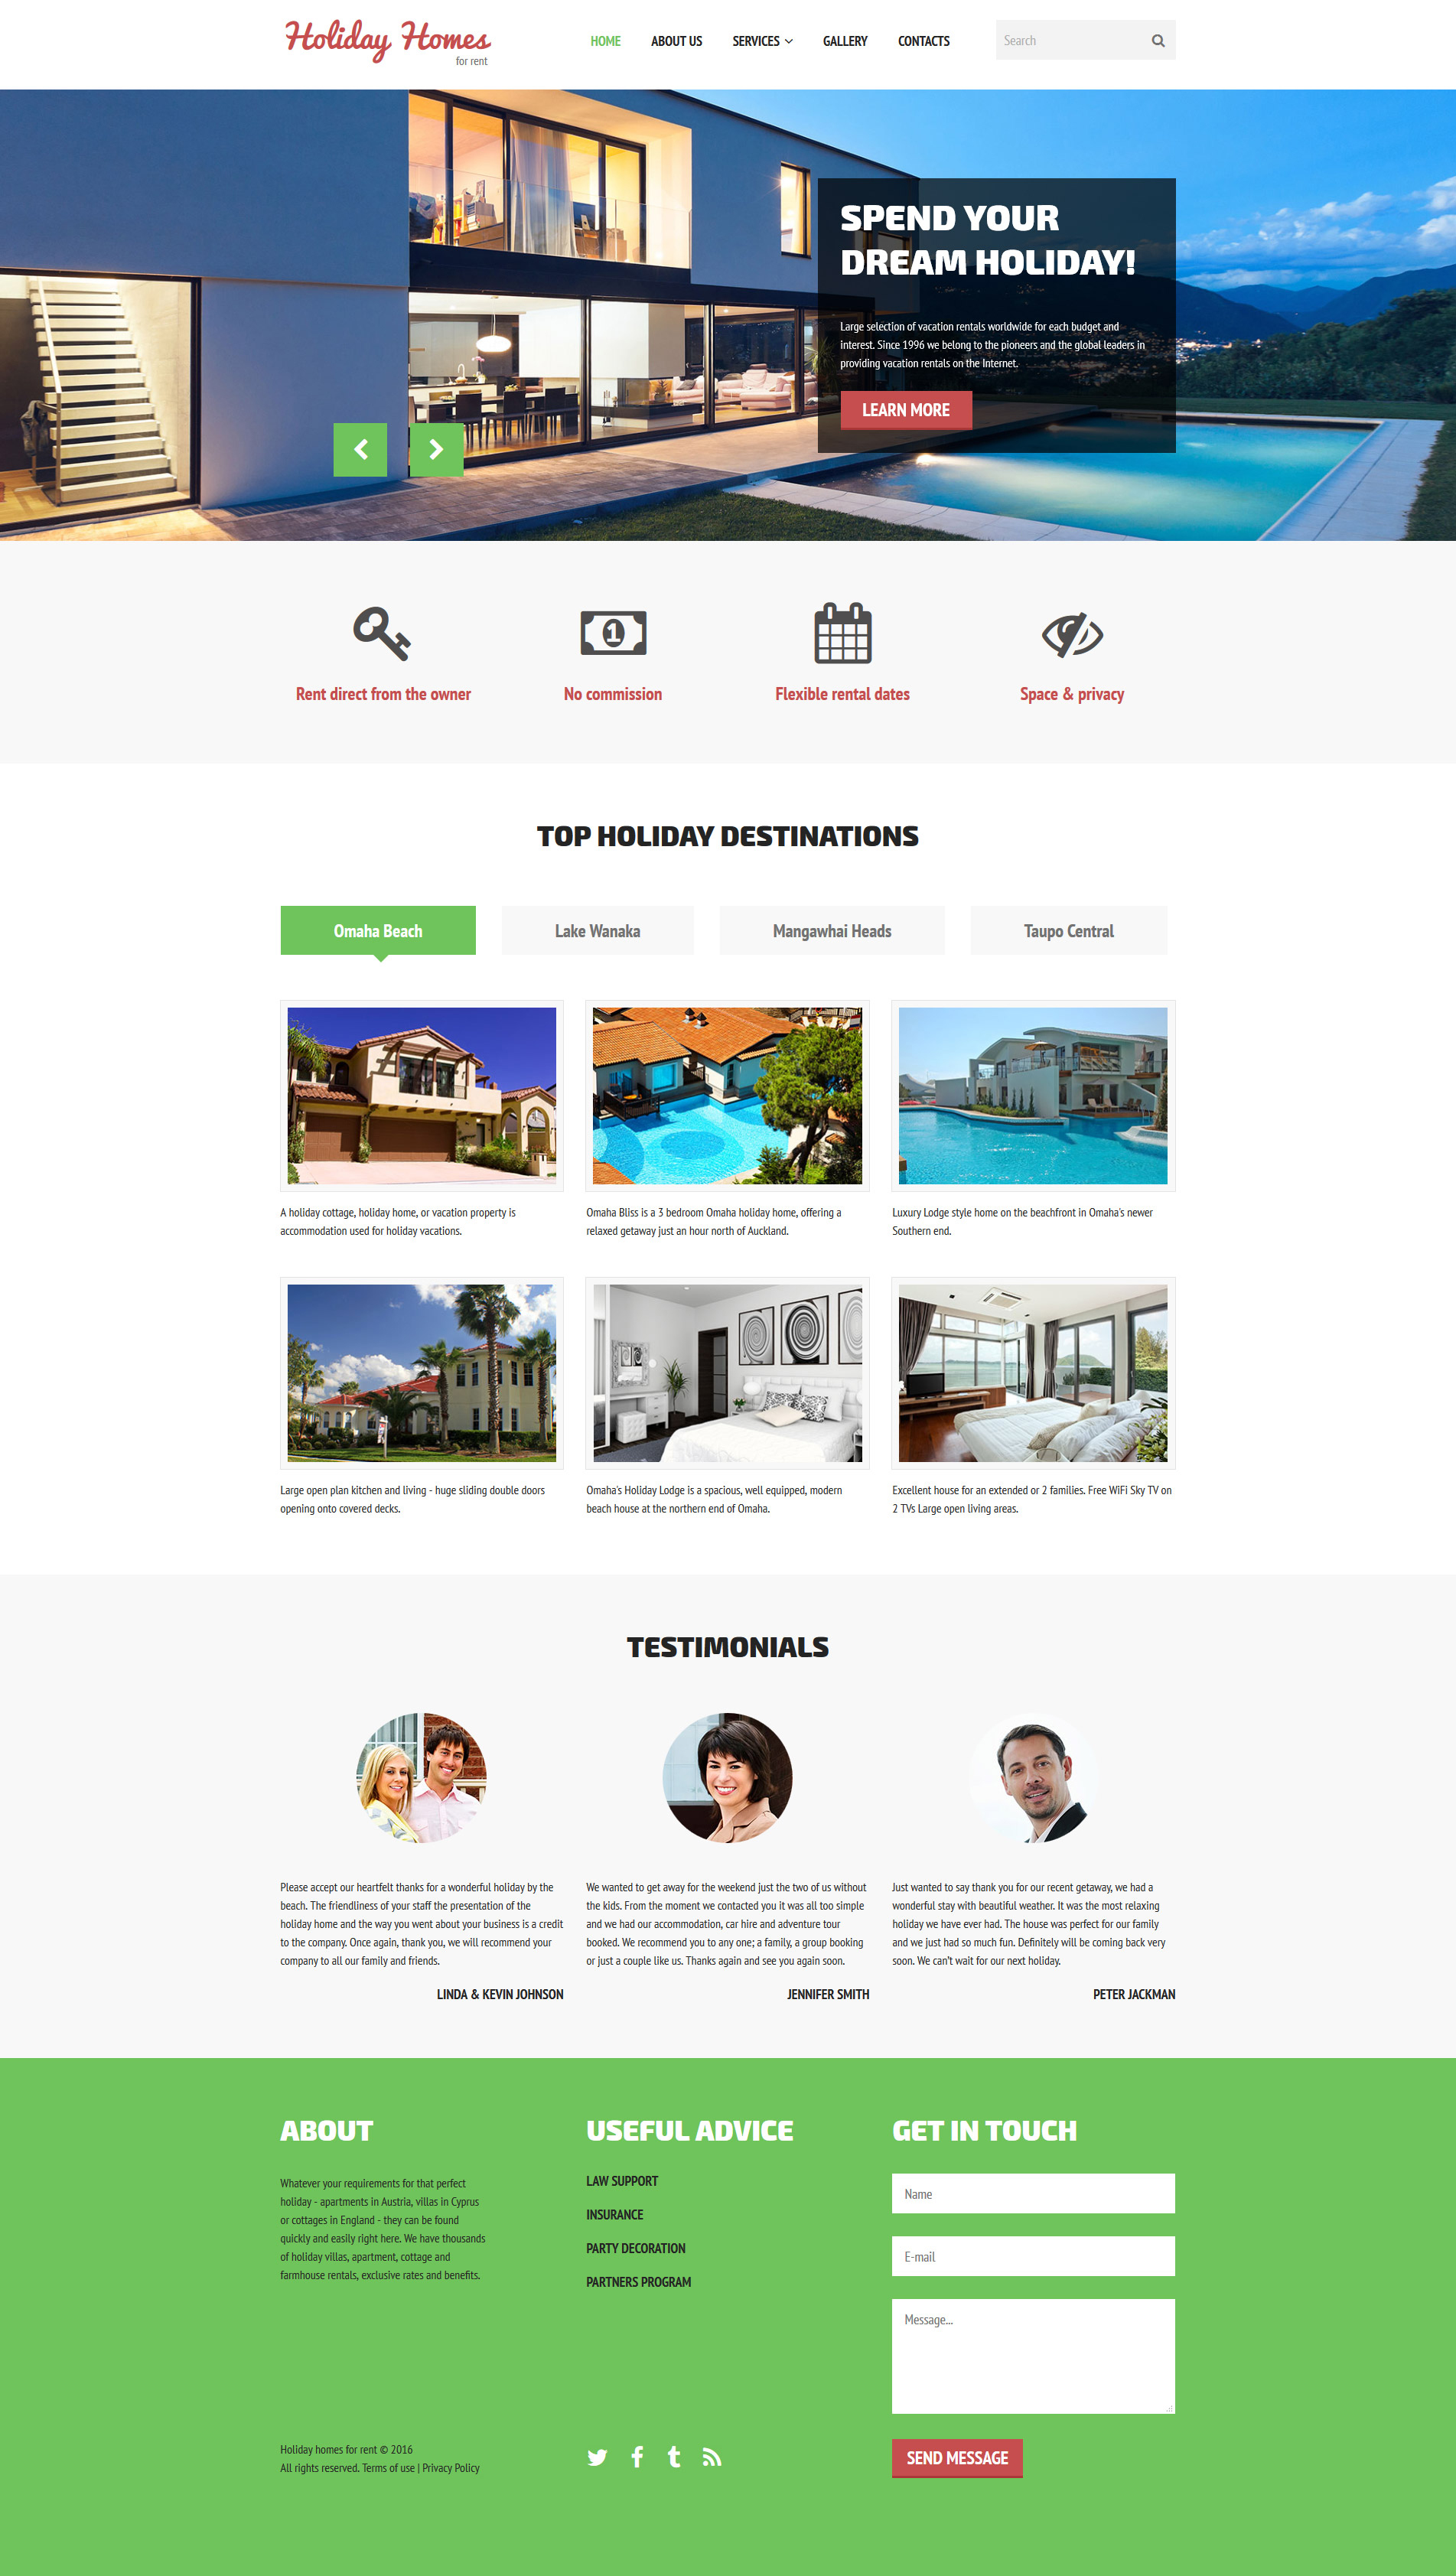 Holiday Homes
for rent
HOME ABOUT US SERVICES GALLERY CONTACTS
Search
SPEND YOUR
DREAM HOLIDAY!
Large selection of vacation rentals worldwide for each budget and
interest. Since 1996 we belong to the pioneers and the global leaders in
providing vacation rentals on the Internet.
LEARN MORE
1
Rent direct from the owner
No commission
Flexible rental dates
Space & privacy
TOP HOLIDAY DESTINATIONS
Omaha Beach
Lake Wanaka
Mangawhai Heads
Taupo Central
A holiday cottage, holiday home, or vacation property is
accommodation used for holiday vacations.
Omaha Bliss is a 3 bedroom Omaha holiday home, offering a
relaxed getaway just an hour north of Auckland.
Luxury Lodge style home on the beachfront in Omaha's newer
Southern end.
Large open plan kitchen and living - huge sliding double doors
opening onto covered decks.
Omaha's Holiday Lodge is a spacious, well equipped, modern
beach house at the northern end of Omaha.
Excellent house for an extended or 2 families. Free WiFi Sky TV on
2 TVs Large open living areas.
TESTIMONIALS
Please accept our heartfelt thanks for a wonderful holiday by the
beach. The friendliness of your staff the presentation of the
holiday home and the way you went about your business is a credit
to the company. Once again, thank you, we will recommend your
company to all our family and friends.
LINDA & KEVIN JOHNSON
We wanted to get away for the weekend just the two of us without
the kids. From the moment we contacted you it was all too simple
and we had our accommodation, car hire and adventure tour
booked. We recommend you to any one; a family, a group booking
or just a couple like us. Thanks again and see you again soon.
JENNIFER SMITH
Just wanted to say thank you for our recent getaway, we had a
wonderful stay with beautiful weather. It was the most relaxing
holiday we have ever had. The house was perfect for our family
and we just had so much fun. Definitely will be coming back very
soon. We can't wait for our next holiday.
PETER JACKMAN
ABOUT
Whatever your requirements for that perfect
holiday - apartments in Austria, villas in Cyprus
or cottages in England - they can be found
quickly and easily right here. We have thousands
of holiday villas, apartment, cottage and
farmhouse rentals, exclusive rates and benefits.
USEFUL ADVICE
LAW SUPPORT
INSURANCE
PARTY DECORATION
PARTNERS PROGRAM
GET IN TOUCH
Name
E-mail
Message...
SEND MESSAGE
Holiday homes for rent © 2016
All rights reserved. Terms of use | Privacy Policy